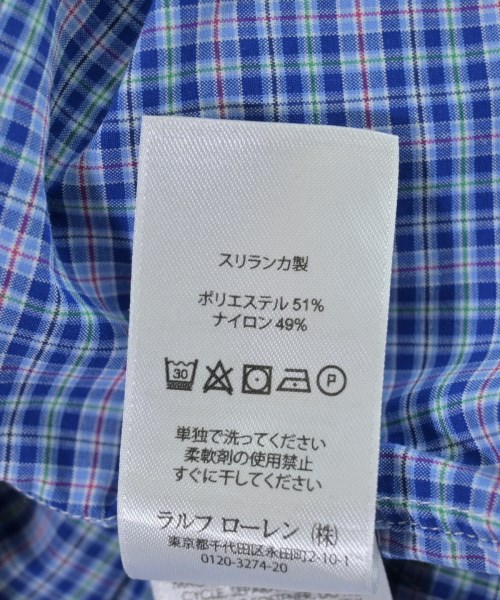 スリランカ製
ポリエステル 51%
ナイロン 49%
30 P
単独で洗ってください
柔軟剤の使用禁止
すぐに干してください
ラルフ ローレン (株)
東京都千代田区永田町2-10-1
0120-3274-20